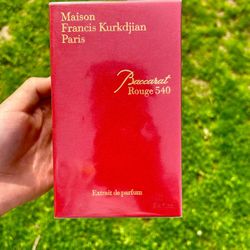 Maison
Francis Kurkdjian
Paris
Baccarat
Rouge 540
Extrait de parfum